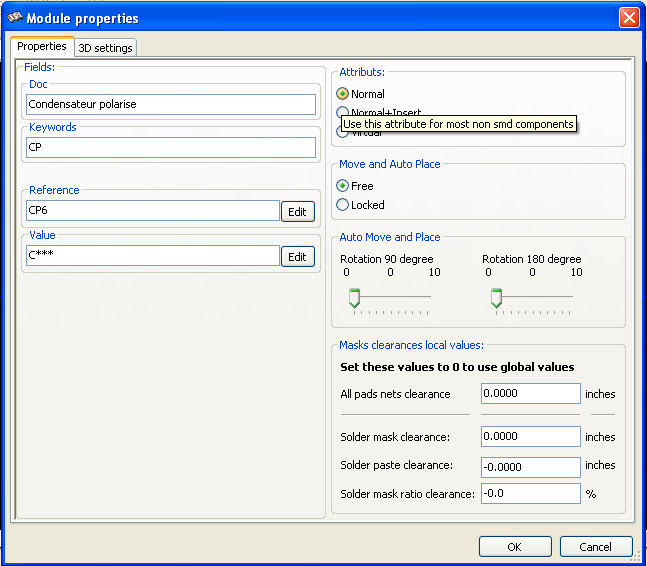 Module properties
Properties
3D settings
Fields:
Doc
Condensateur polarise
Keywords
CP
Reference
CP6
Edit
Value
C***
Edit
Attributs:
Normal
Normal+Insert
Use this attribute for most non smd components
Virtual
Move and Auto Place
Free
Locked
Auto Move and Place
Rotation 90 degree
0 0 10
Rotation 180 degree
0 0 10
Masks clearances local values:
Set these values to 0 to use global values
All pads nets clearance 0.0000 inches
Solder mask clearance: 0.0000 inches
Solder paste clearance: -0.0000 inches
Solder mask ratio clearance: -0.0 %
OK
Cancel